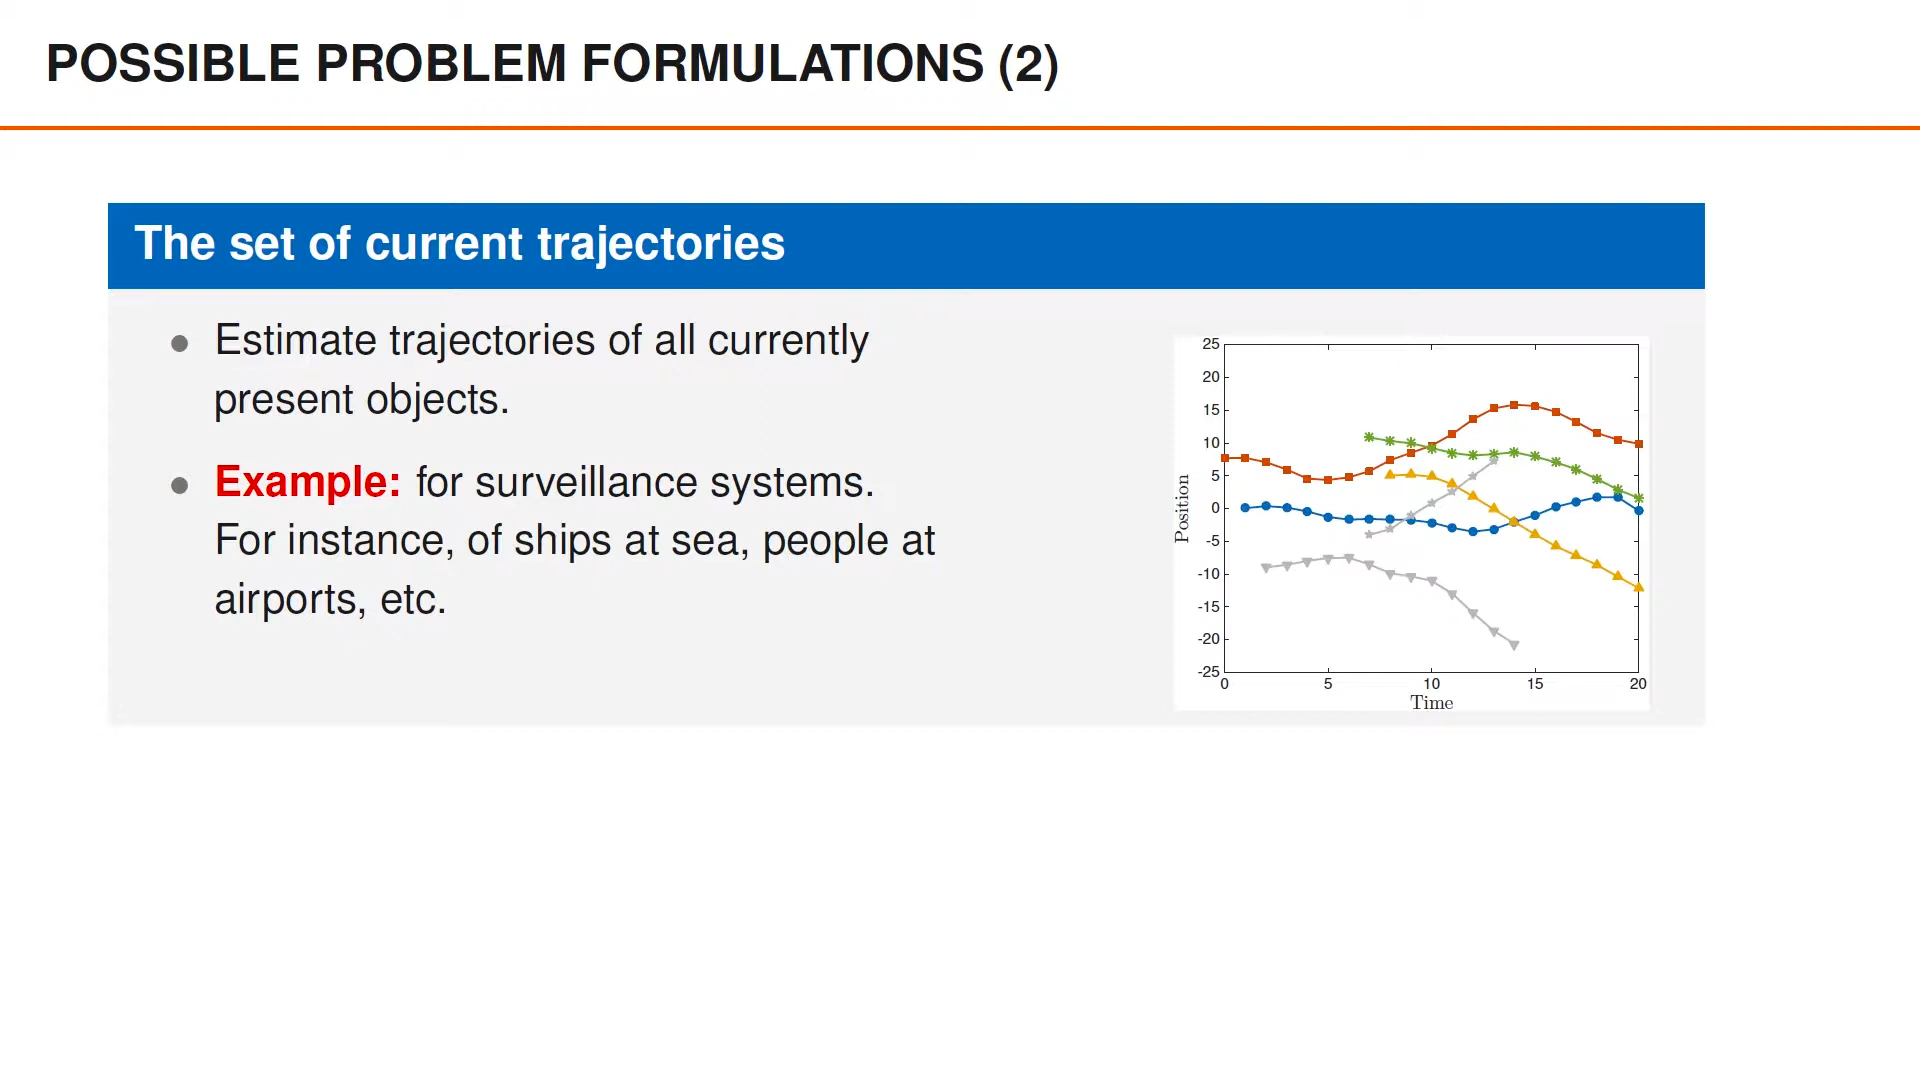 POSSIBLE PROBLEM FORMULATIONS (2)
The set of current trajectories
Estimate trajectories of all currently
present objects.
Example: for surveillance systems.
For instance, of ships at sea, people at
airports, etc.
25
20
15
10
5
0
-5
-10
-15
-20
-25
Position
0 5 10 15 20
Time